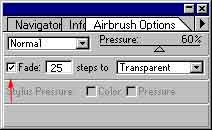 Navigator Info Airbrush Options
Normal Pressure: 60%
Fade: 25 steps to Transparent
Stylus Pressure: Color Pressure